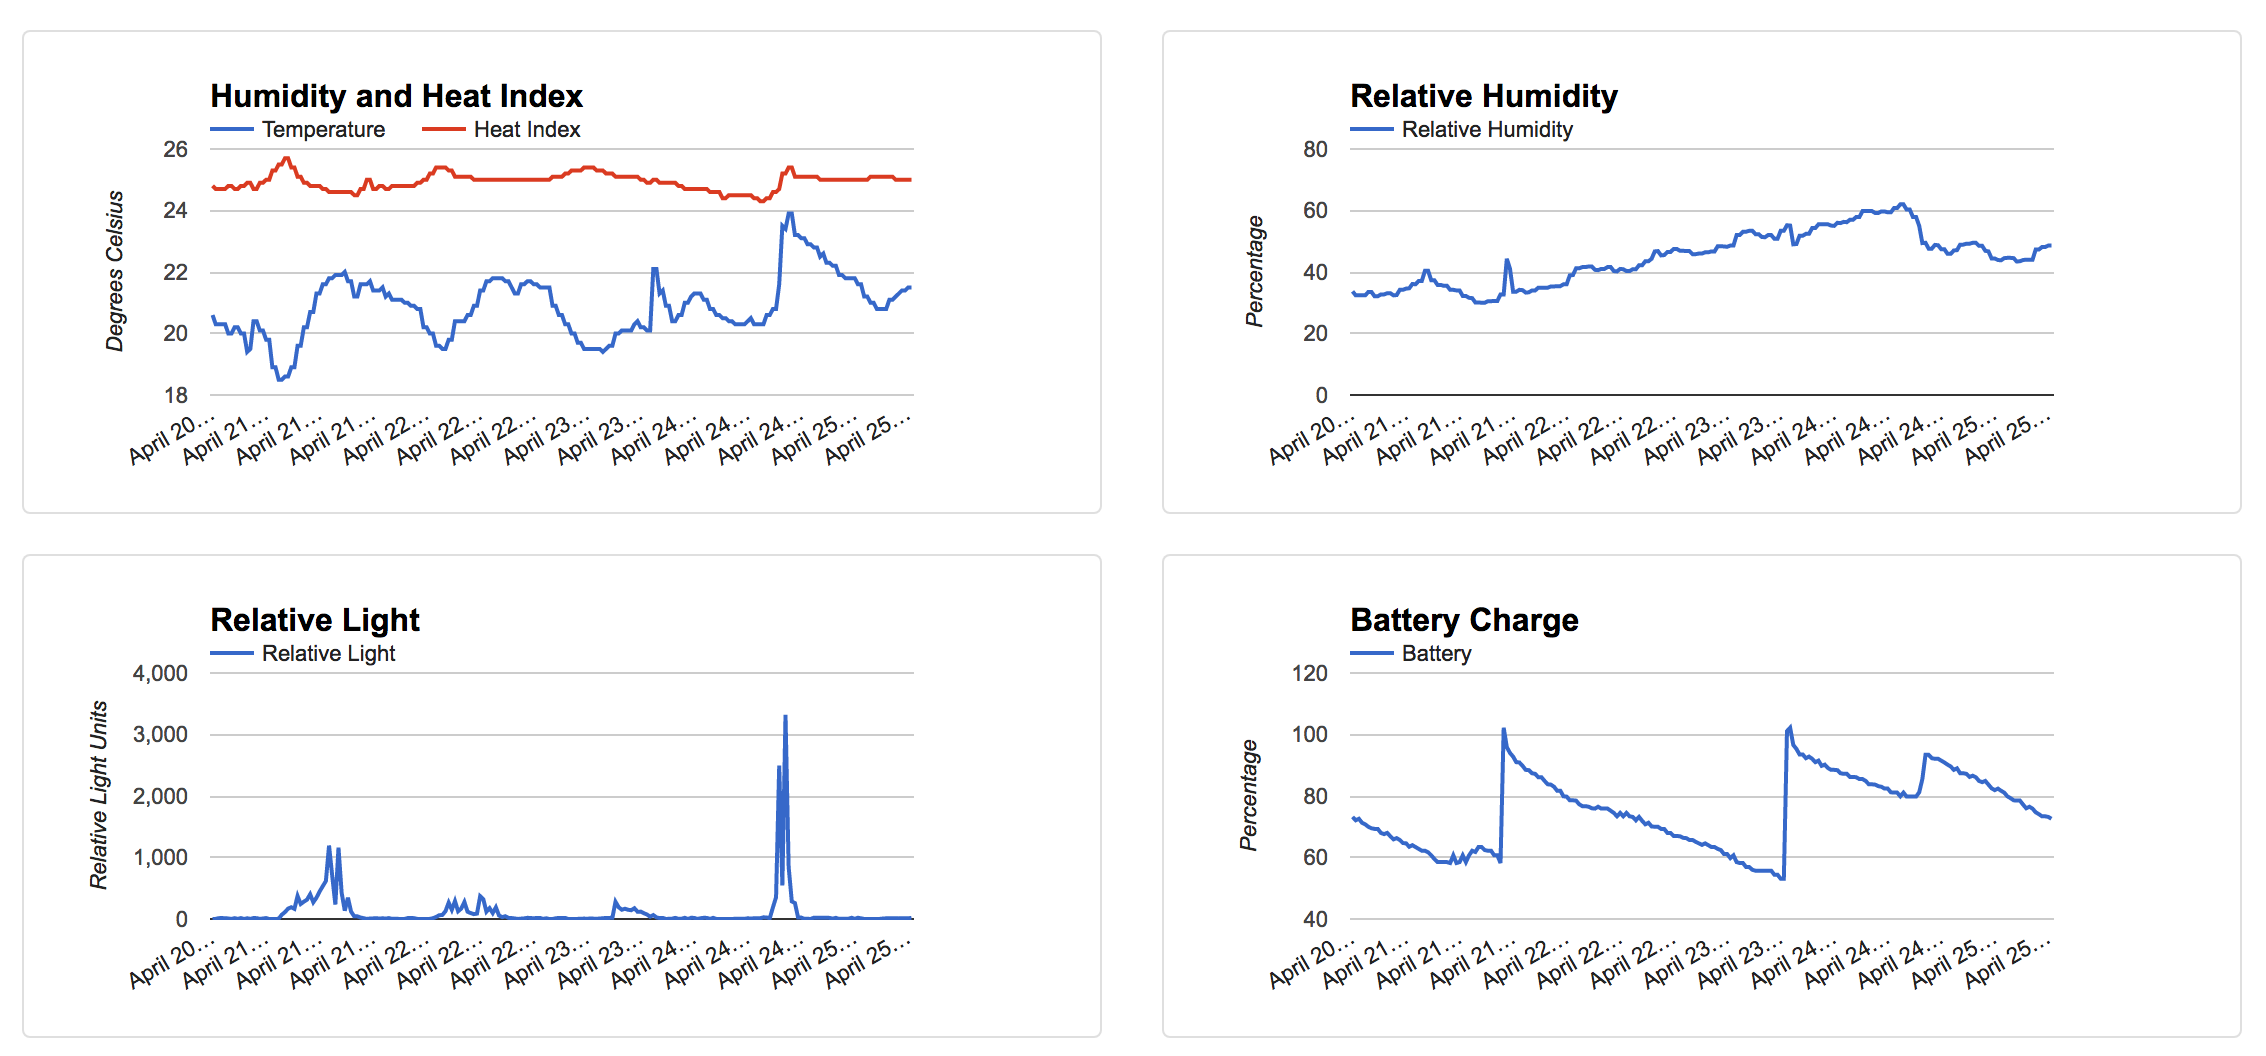 Humidity and Heat Index
Temperature Heat Index
26
24
22
20
18
Degrees Celsius
April 20... April 21... April 21... April 21... April 22... April 22... April 22... April 23... April 23... April 24... April 24... April 24... April 25... April 25...
Relative Humidity
Relative Humidity
80
60
40
20
0
Percentage
April 20... April 21... April 21... April 21... April 22... April 22... April 22... April 23... April 23... April 24... April 24... April 24... April 25... April 25...
Relative Light
Relative Light
4,000
3,000
2,000
1,000
0
Relative Light Units
April 20... April 21... April 21... April 21... April 22... April 22... April 22... April 23... April 23... April 24... April 24... April 24... April 25... April 25...
Battery Charge
Battery
120
100
80
60
40
Percentage
April 20... April 21... April 21... April 21... April 22... April 22... April 22... April 23... April 23... April 24... April 24... April 24... April 25... April 25...